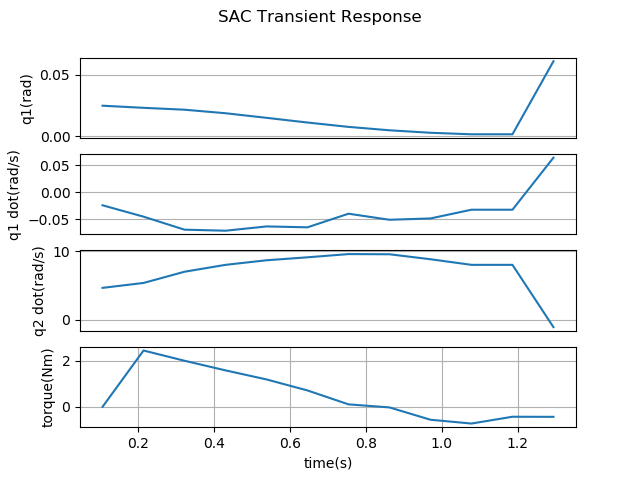 SAC Transient Response
q1(rad)
0.05
0.00
q1 dot(rad/s)
0.05
0.00
−0.05
q2 dot(rad/s)
10
0
torque(Nm)
2
0
0.2 0.4 0.6 0.8 1.0 1.2
time(s)